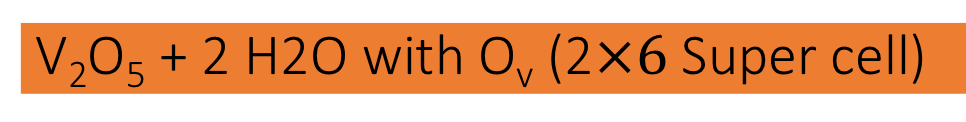 V₂O₅ + 2 H2O with Oᵥ (2×6 Super cell)